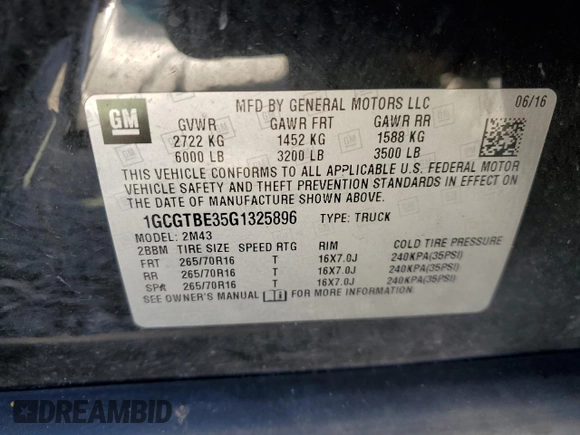 GM
MFD BY GENERAL MOTORS LLC 06/16
GVWR GAWR FRT GAWR RR
2722 KG 1452 KG 1588 KG
6000 LB 3200 LB 3500 LB
THIS VEHICLE CONFORMS TO ALL APPLICABLE U.S. FEDERAL MOTOR
VEHICLE SAFETY AND THEFT PREVENTION STANDARDS IN EFFECT ON
THE DATE OF MANUFACTURE SHOWN ABOVE.
1GCGTBE35G1325896 TYPE: TRUCK
MODEL: 2M43
2BBM TIRE SIZE SPEED RTG RIM COLD TIRE PRESSURE
FRT 265/70R16 T 16X7.0J 240KPA(35PSI)
RR 265/70R16 T 16X7.0J 240KPA(35PSI)
SPA 265/70R16 T 16X7.0J 240KPA(35PSI)
SEE OWNER'S MANUAL FOR MORE INFORMATION.
DREAMBID